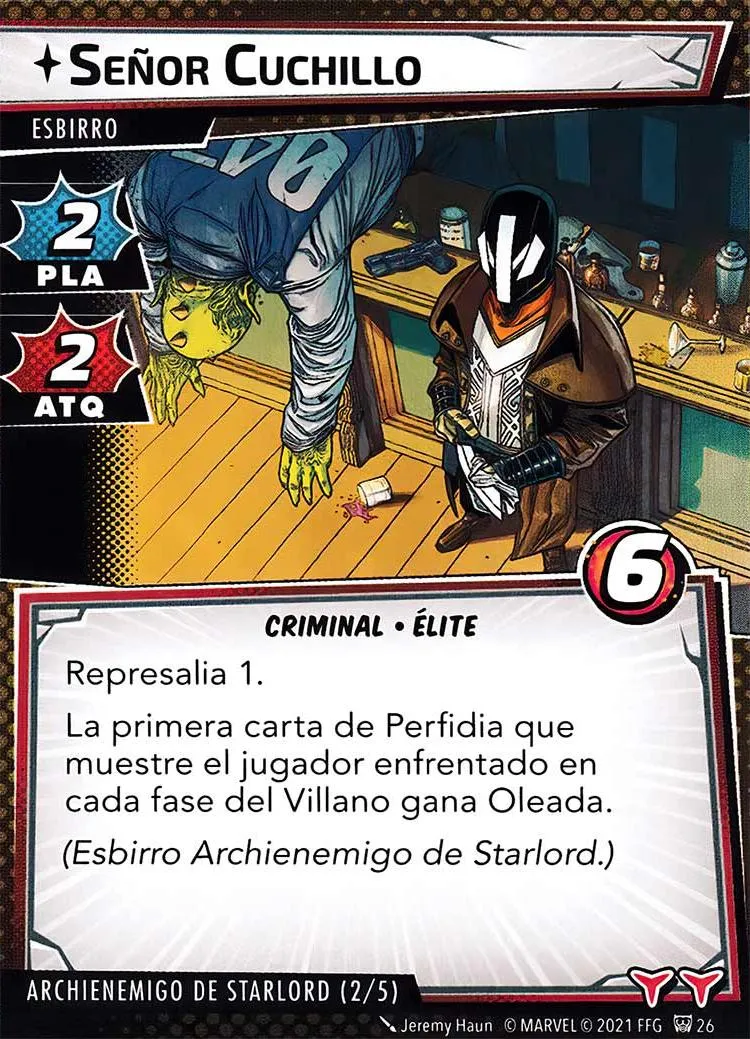 SEÑOR CUCHILLO
ESBIRRO
2
PLA
2
ATQ
6
CRIMINAL • ÉLITE
Represalia 1.
La primera carta de Perfidia que
muestre el jugador enfrentado en
cada fase del Villano gana Oleada.
(Esbirro Archienemigo de Starlord.)
ARCHIENEMIGO DE STARLORD (2/5)
Jeremy Haun © MARVEL © 2021 FFG 26